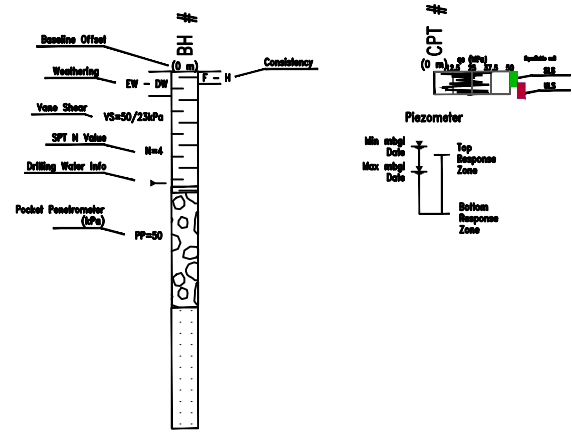 BH #
CPT #
Baseline Offset
(0 m)
Weathering
EW - DW
F - H
Consistency
Vane Shear
VS=50/23kPa
SPT N Value
N=4
Drilling Water Info
Pocket Penetrometer
(kPa)
PP=50
(0 m)
qc (MPa)
12.5 25 37.5 50
SLS
ULS
Piezometer
Min mbgl
Date
Max mbgl
Date
Top
Response
Zone
Bottom
Response
Zone